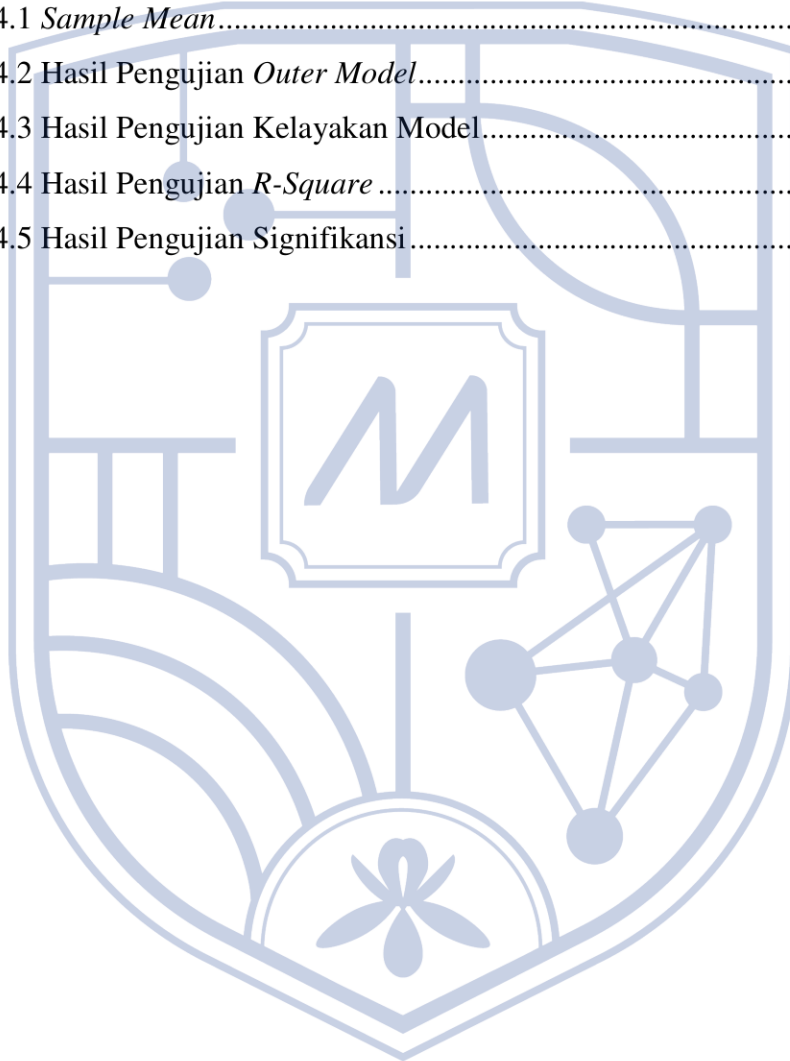 4.1 Sample Mean........................................................................
4.2 Hasil Pengujian Outer Model...............................................
4.3 Hasil Pengujian Kelayakan Model.......................................
4.4 Hasil Pengujian R-Square ....................................................
4.5 Hasil Pengujian Signifikansi................................................
M